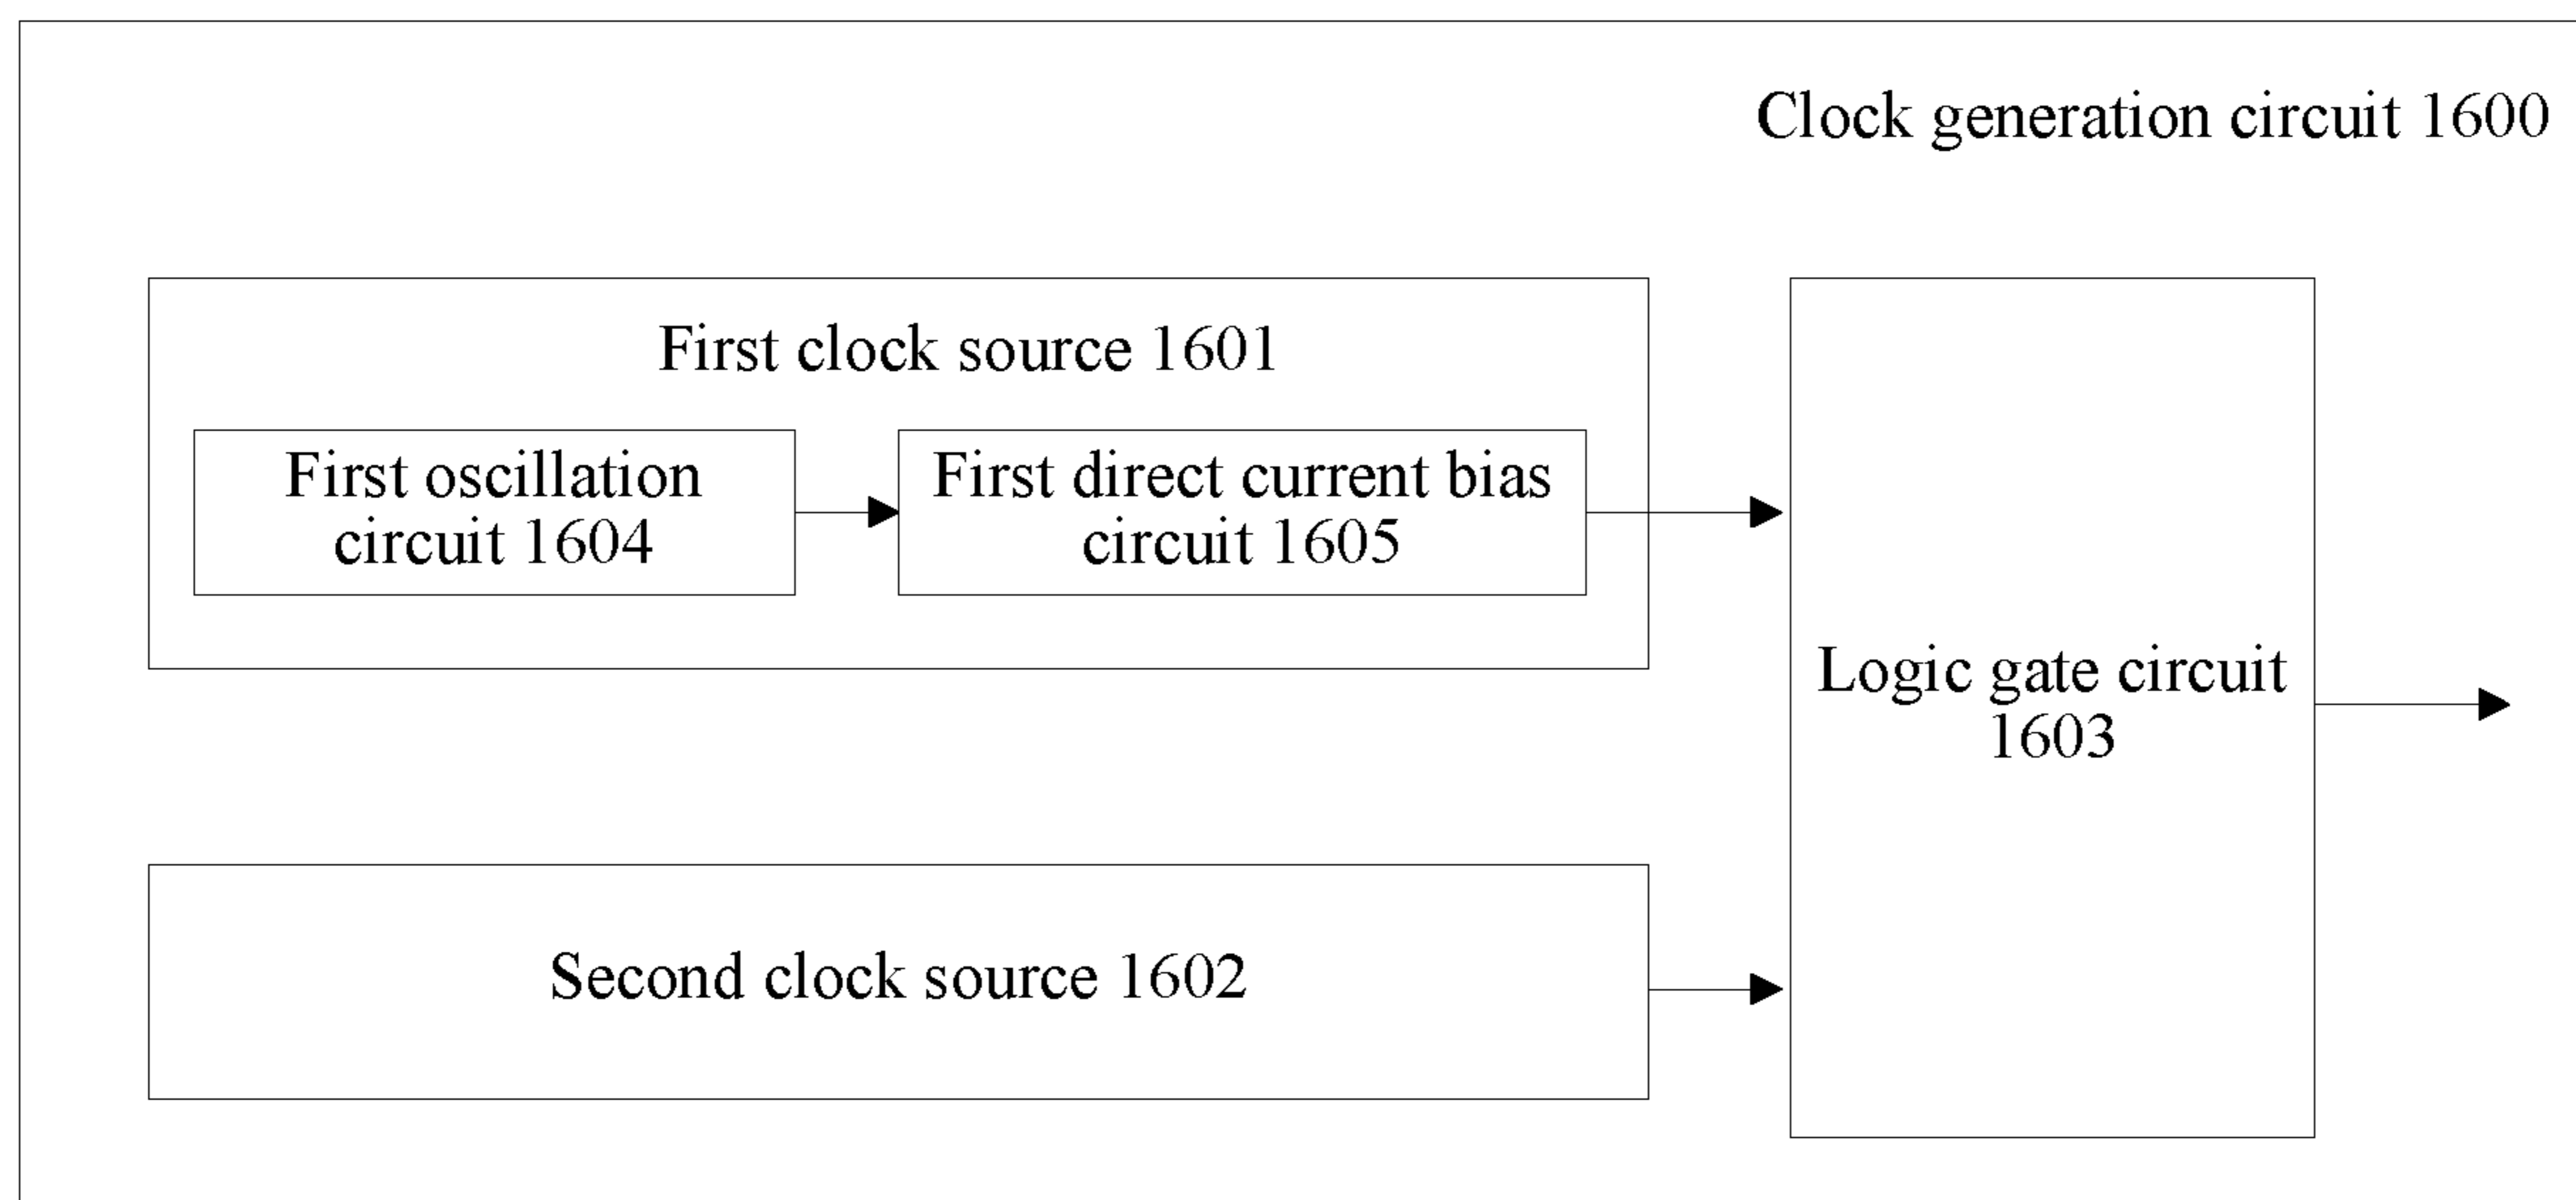 Clock generation circuit 1600
First clock source 1601
First oscillation
circuit 1604
First direct current bias
circuit 1605
Logic gate circuit
1603
Second clock source 1602